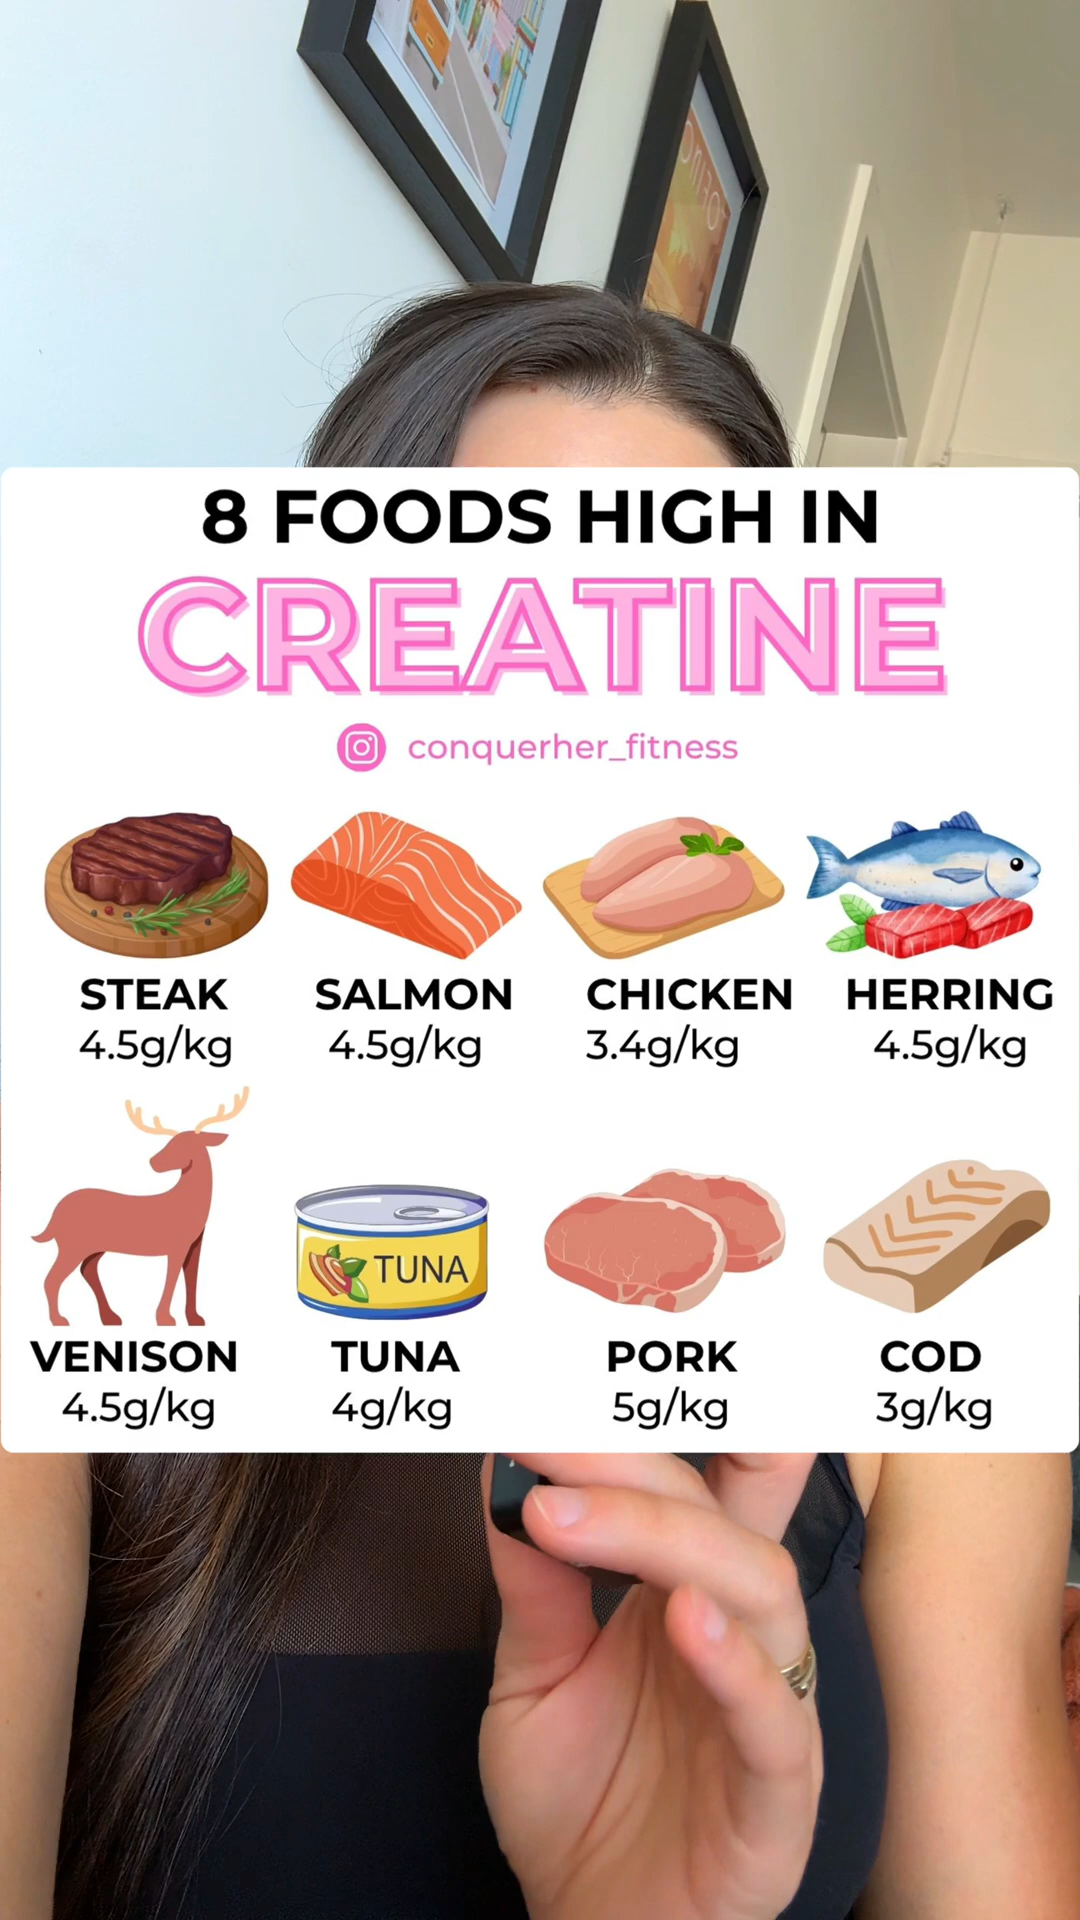 8 FOODS HIGH IN
CREATINE
conquerher_fitness
STEAK
4.5g/kg
SALMON
4.5g/kg
CHICKEN
3.4g/kg
HERRING
4.5g/kg
VENISON
4.5g/kg
TUNA
TUNA
4g/kg
PORK
5g/kg
COD
3g/kg